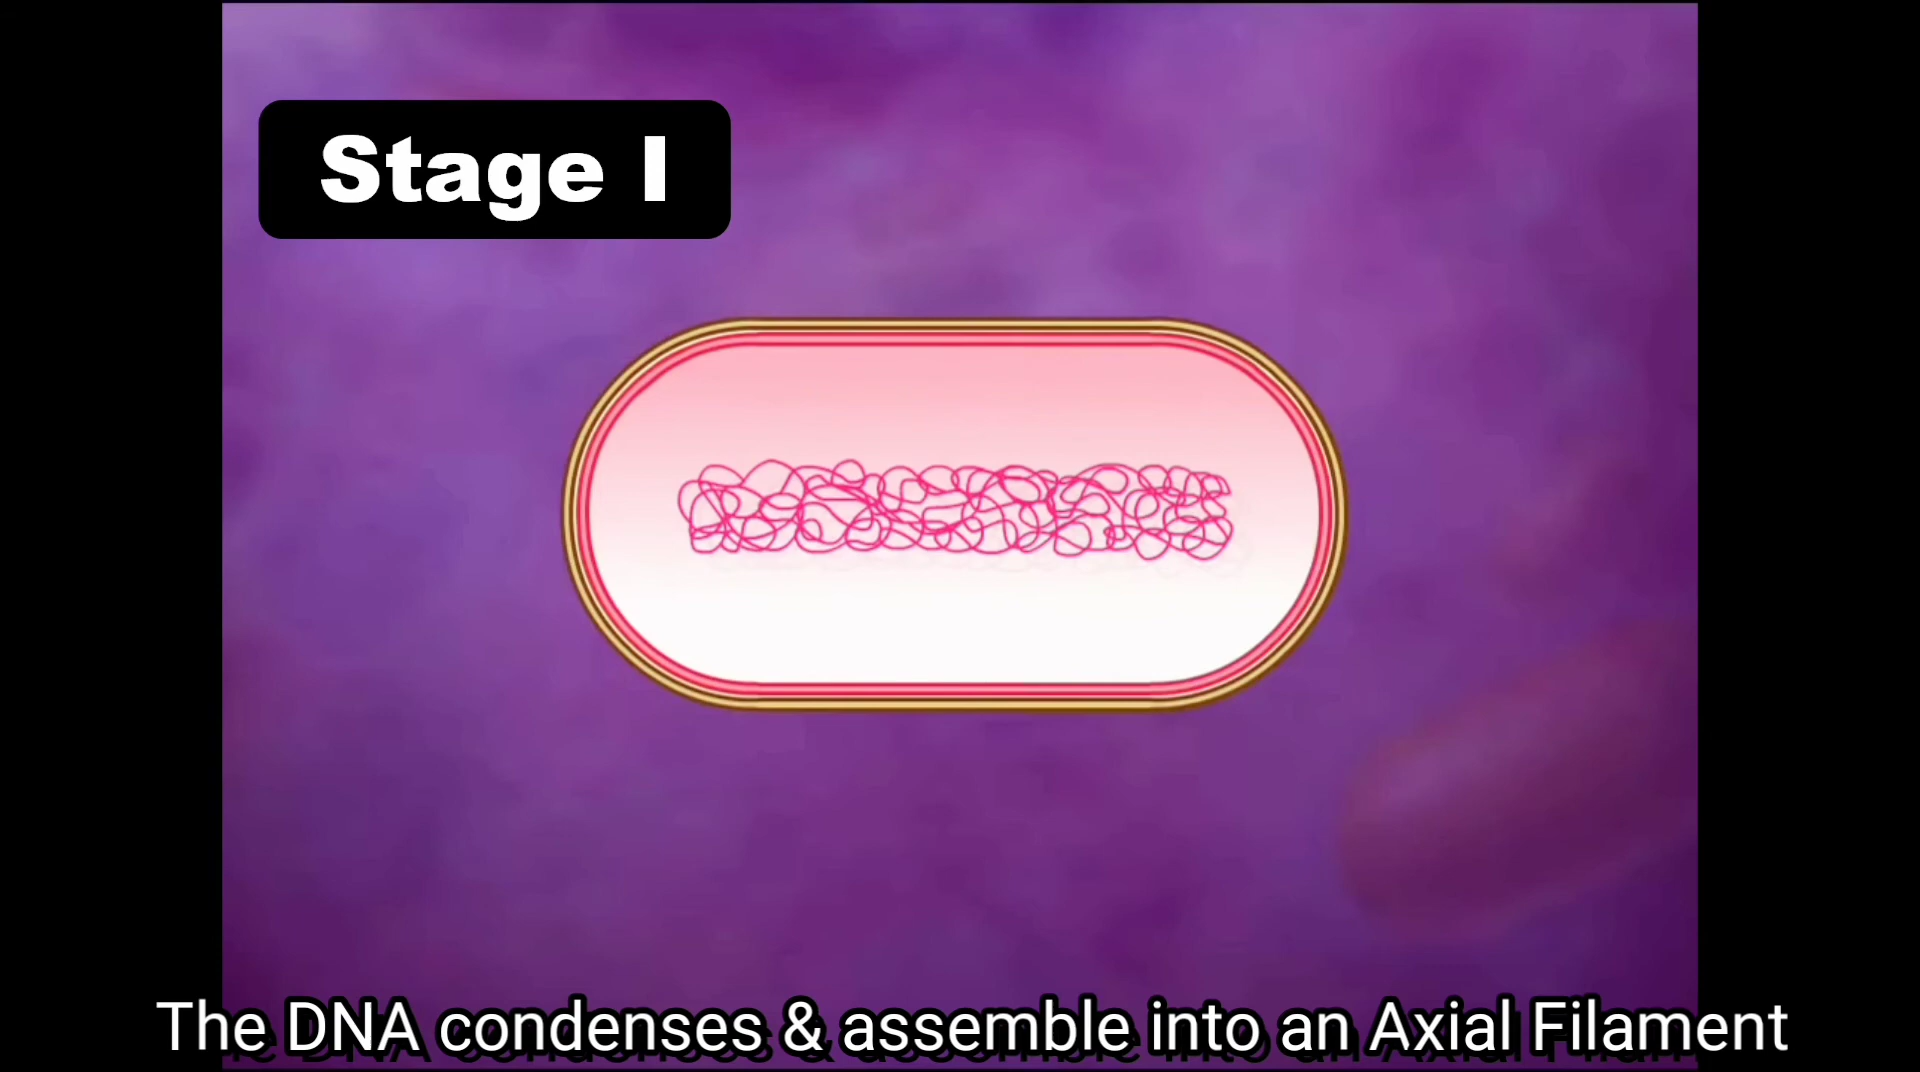 Stage I
The DNA condenses & assemble into an Axial Filament